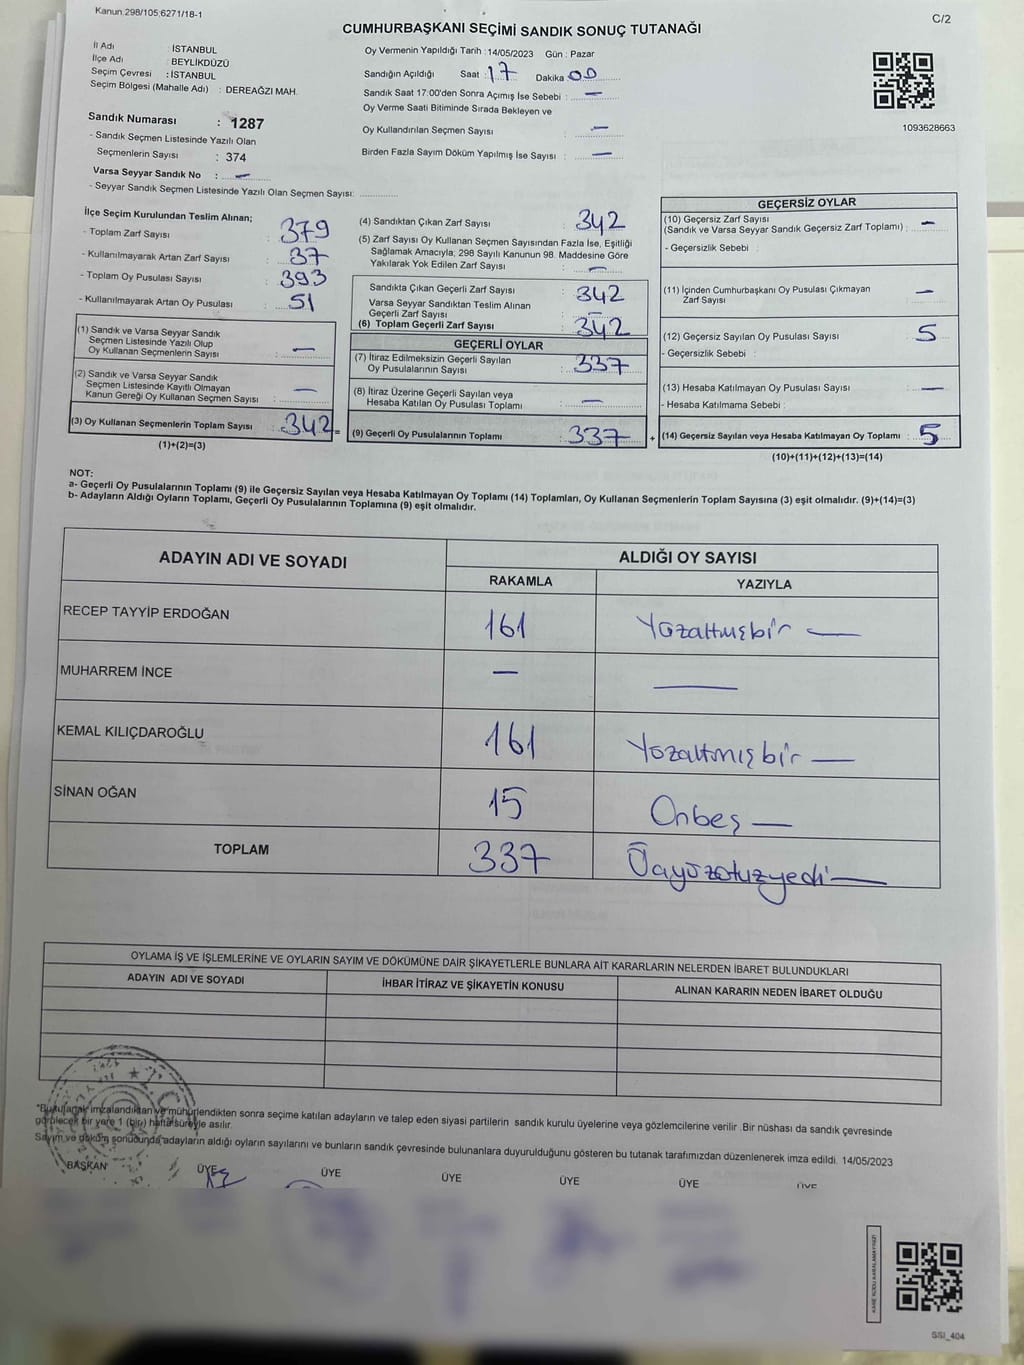 Kanun.298/105;6271/18-1
C/2
CUMHURBAŞKANI SEÇİMİ SANDIK SONUÇ TUTANAĞI
İl Adı : İSTANBUL
İlçe Adı : BEYLİKDÜZÜ
Seçim Çevresi : İSTANBUL
Seçim Bölgesi (Mahalle Adı) : DEREAĞZI MAH.
Sandık Numarası : 1287
- Sandık Seçmen Listesinde Yazılı Olan
Seçmenlerin Sayısı : 374
Varsa Seyyar Sandık No : —
- Seyyar Sandık Seçmen Listesinde Yazılı Olan Seçmen Sayısı: ..............
Oy Vermenin Yapıldığı Tarih :14/05/2023 Gün : Pazar
Sandığın Açıldığı Saat : 17 Dakika 00
Sandık Saat 17:00'den Sonra Açımış İse Sebebi : —
Oy Verme Saati Bitiminde Sırada Bekleyen ve
Oy Kullandırılan Seçmen Sayısı : —
Birden Fazla Sayım Döküm Yapılmış İse Sayısı : —
1093628663
İlçe Seçim Kurulundan Teslim Alınan;
- Toplam Zarf Sayısı : 379
- Kullanılmayarak Artan Zarf Sayısı : 37
- Toplam Oy Pusulası Sayısı : 393
- Kullanılmayarak Artan Oy Pusulası : 51
(1) Sandık ve Varsa Seyyar Sandık
Seçmen Listesinde Yazılı Olup
Oy Kullanan Seçmenlerin Sayısı : —
(2) Sandık ve Varsa Seyyar Sandık
Seçmen Listesinde Kayıtlı Olmayan
Kanun Gereği Oy Kullanan Seçmen Sayısı : —
(3) Oy Kullanan Seçmenlerin Toplam Sayısı : 342 =
(1)+(2)=(3)
(4) Sandıktan Çıkan Zarf Sayısı : 342
(5) Zarf Sayısı Oy Kullanan Seçmen Sayısından Fazla İse, Eşitliği
Sağlamak Amacıyla; 298 Sayılı Kanunun 98. Maddesine Göre
Yakılarak Yok Edilen Zarf Sayısı : —
Sandıkta Çıkan Geçerli Zarf Sayısı : 342
Varsa Seyyar Sandıktan Teslim Alınan
Geçerli Zarf Sayısı : —
(6) Toplam Geçerli Zarf Sayısı : 342
GEÇERLİ OYLAR
(7) İtiraz Edilmeksizin Geçerli Sayılan
Oy Pusulalarının Sayısı : 337
(8) İtiraz Üzerine Geçerli Sayılan veya
Hesaba Katılan Oy Pusulası Toplamı : —
(9) Geçerli Oy Pusulalarının Toplamı : 337 +
GEÇERSİZ OYLAR
(10) Geçersiz Zarf Sayısı
(Sandık ve Varsa Seyyar Sandık Geçersiz Zarf Toplamı) : —
- Geçersizlik Sebebi :
(11) İçinden Cumhurbaşkanı Oy Pusulası Çıkmayan
Zarf Sayısı : —
(12) Geçersiz Sayılan Oy Pusulası Sayısı : 5
- Geçersizlik Sebebi :
(13) Hesaba Katılmayan Oy Pusulası Sayısı : —
- Hesaba Katılmama Sebebi :
(14) Geçersiz Sayılan veya Hesaba Katılmayan Oy Toplamı : 5
(10)+(11)+(12)+(13)=(14)
NOT:
a- Geçerli Oy Pusulalarının Toplamı (9) ile Geçersiz Sayılan veya Hesaba Katılmayan Oy Toplamı (14) Toplamları, Oy Kullanan Seçmenlerin Toplam Sayısına (3) eşit olmalıdır. (9)+(14)=(3)
b- Adayların Aldığı Oyların Toplamı, Geçerli Oy Pusulalarının Toplamına (9) eşit olmalıdır.
ADAYIN ADI VE SOYADI ALDIĞI OY SAYISI
RAKAMLA YAZIYLA
RECEP TAYYİP ERDOĞAN 161 Yüzaltmışbir —
MUHARREM İNCE — —
KEMAL KILIÇDAROĞLU 161 Yüzaltmışbir —
SİNAN OĞAN 15 Onbeş —
TOPLAM 337 Üçyüzotuzyedi —
OYLAMA İŞ VE İŞLEMLERİNE VE OYLARIN SAYIM VE DÖKÜMÜNE DAİR ŞİKAYETLERLE BUNLARA AİT KARARLARIN NELERDEN İBARET BULUNDUKLARI
ADAYIN ADI VE SOYADI İHBAR İTİRAZ VE ŞİKAYETİN KONUSU ALINAN KARARIN NEDEN İBARET OLDUĞU
*Bu tutanak imzalandıktan ve mühürlendikten sonra seçime katılan adayların ve talep eden siyasi partilerin sandık kurulu üyelerine veya gözlemcilerine verilir. Bir nüshası da sandık çevresinde
görülecek bir yere 1 (bir) hafta süreyle asılır.
Sayım ve döküm sonucunda adayların aldığı oyların sayılarını ve bunların sandık çevresinde bulunanlara duyurulduğunu gösteren bu tutanak tarafımızdan düzenlenerek imza edildi. 14/05/2023
BAŞKAN ÜYE ÜYE ÜYE ÜYE ÜYE ÜYE
KARE KODU KARALAMAYINIZ!
SSI_404